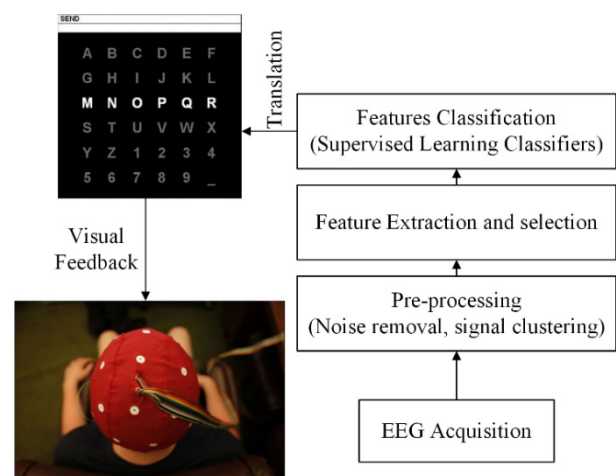 SEND
A B C D E F
G H I J K L
M N O P Q R
S T U V W X
Y Z 1 2 3 4
5 6 7 8 9 _
Translation
Features Classification
(Supervised Learning Classifiers)
Feature Extraction and selection
Visual
Feedback
Pre-processing
(Noise removal, signal clustering)
EEG Acquisition